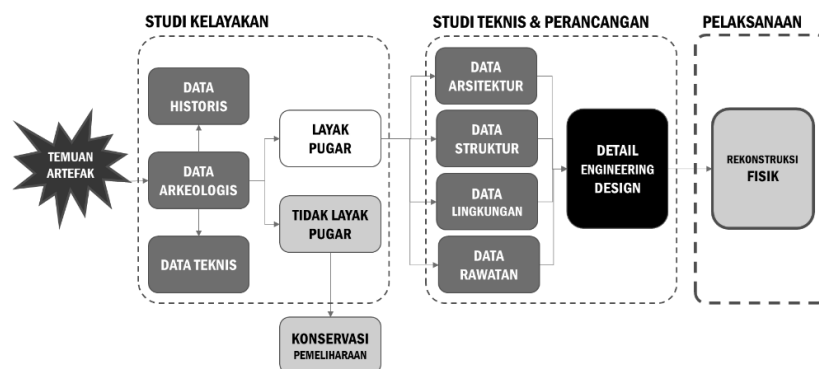 STUDI KELAYAKAN
STUDI TEKNIS & PERANCANGAN
PELAKSANAAN
TEMUAN
ARTEFAK
DATA
HISTORIS
DATA
ARKEOLOGIS
DATA TEKNIS
LAYAK
PUGAR
TIDAK LAYAK
PUGAR
KONSERVASI
PEMELIHARAAN
DATA
ARSITEKTUR
DATA
STRUKTUR
DATA
LINGKUNGAN
DATA
RAWATAN
DETAIL
ENGINEERING
DESIGN
REKONSTRUKSI
FISIK